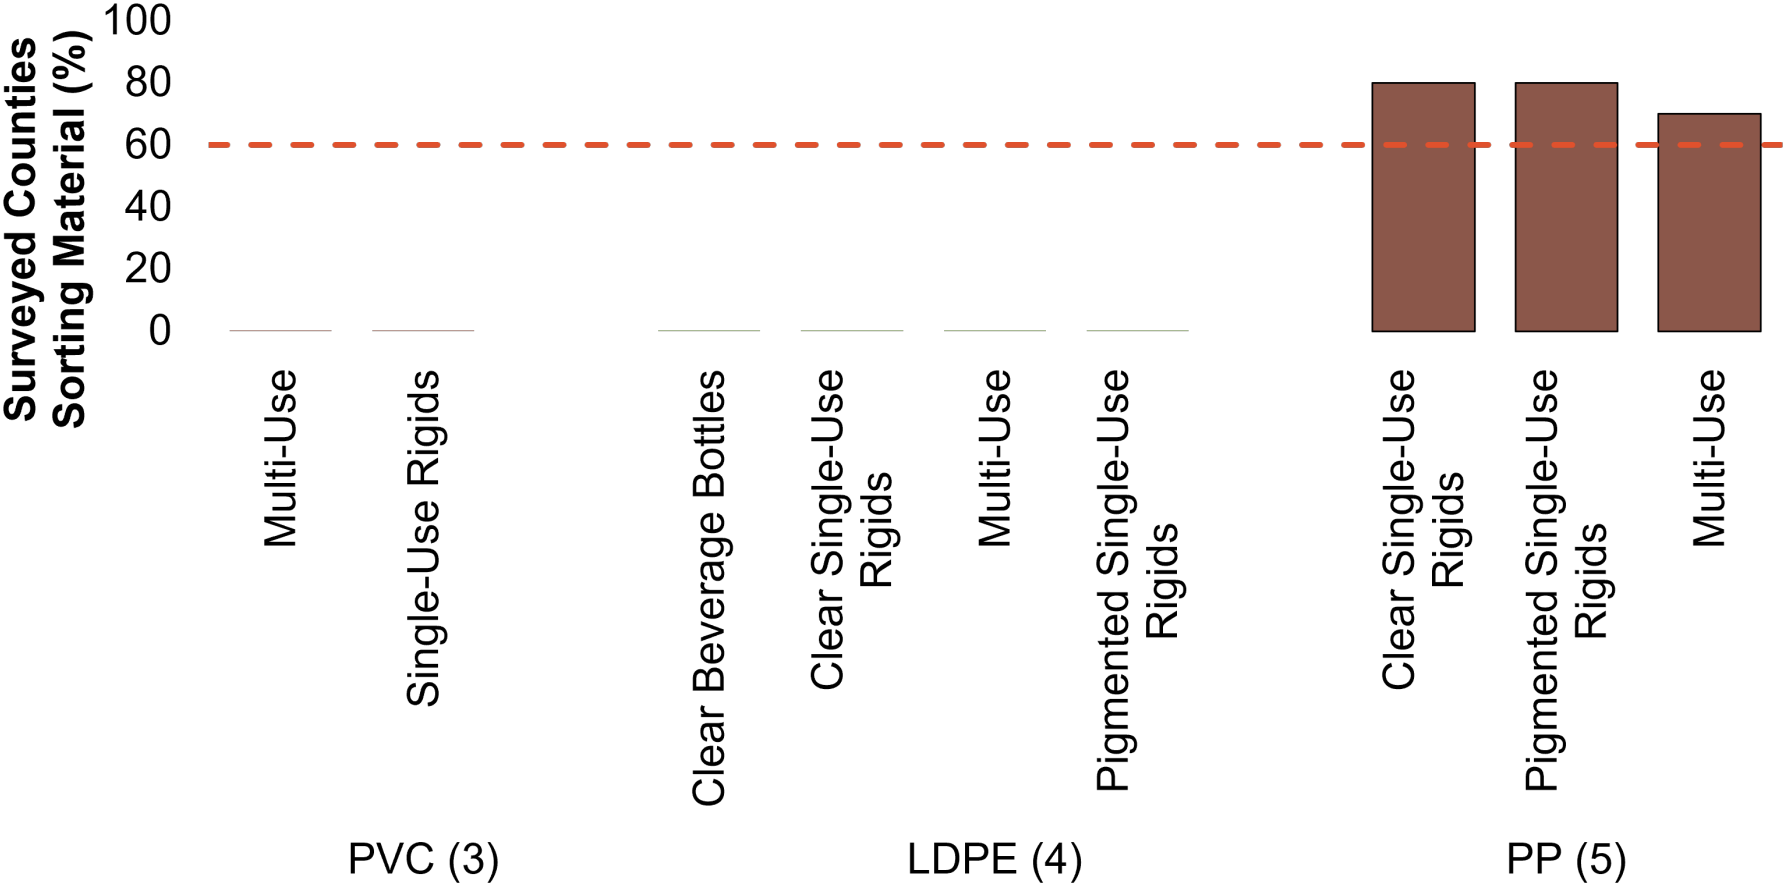 Surveyed Counties
Sorting Material (%)
100
80
60
40
20
0
Multi-Use
Single-Use Rigids
Clear Beverage Bottles
Clear Single-Use
Rigids
Multi-Use
Pigmented Single-Use
Rigids
Clear Single-Use
Rigids
Pigmented Single-Use
Rigids
Multi-Use
PVC (3)
LDPE (4)
PP (5)